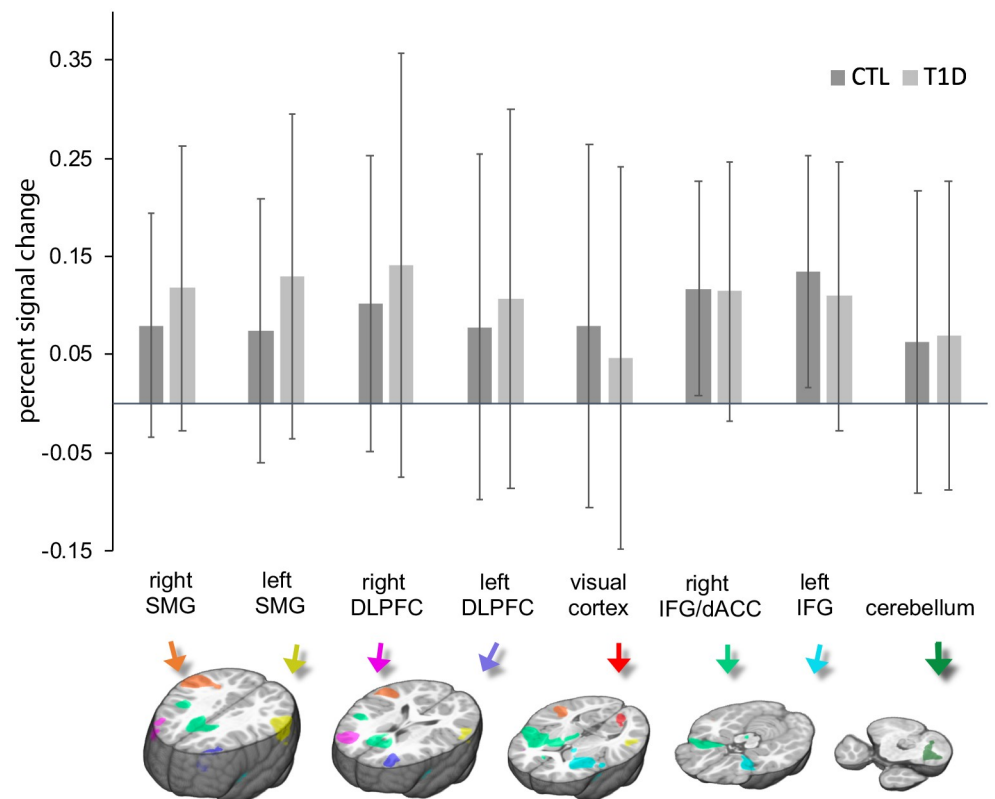 0.35
CTL T1D
0.25
0.15
0.05
-0.05
-0.15
percent signal change
right
SMG
left
SMG
right
DLPFC
left
DLPFC
visual
cortex
right
IFG/dACC
left
IFG
cerebellum